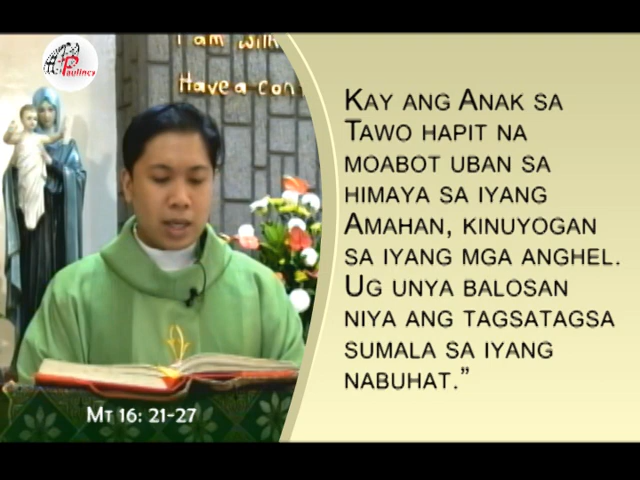 Paulines
I am with
Have a con
KAY ANG ANAK SA
TAWO HAPIT NA
MOABOT UBAN SA
HIMAYA SA IYANG
AMAHAN, KINUYOGAN
SA IYANG MGA ANGHEL.
UG UNYA BALOSAN
NIYA ANG TAGSATAGSA
SUMALA SA IYANG
NABUHAT.”
MT 16: 21-27